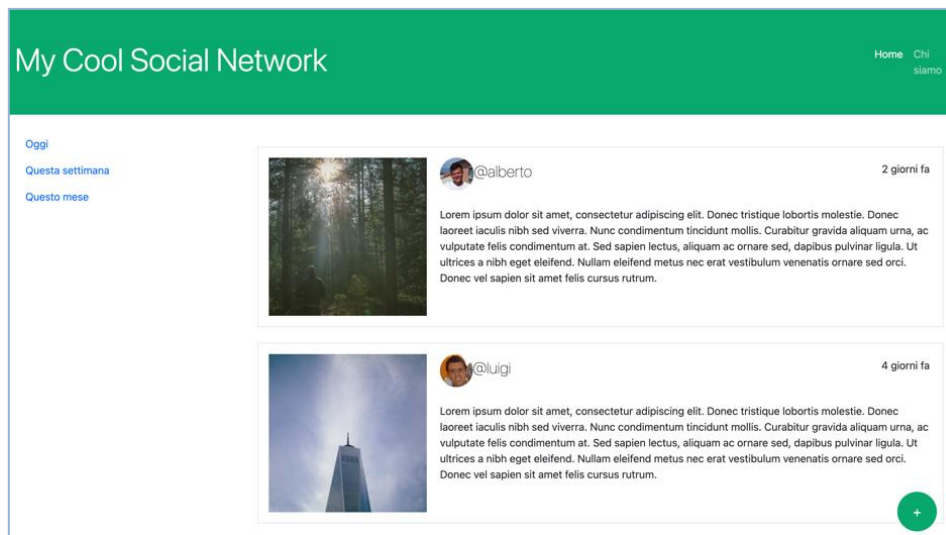 My Cool Social Network
Home
Chi
siamo
Oggi
Questa settimana
Questo mese
@alberto
2 giorni fa
Lorem ipsum dolor sit amet, consectetur adipiscing elit. Donec tristique lobortis molestie. Donec
laoreet iaculis nibh sed viverra. Nunc condimentum tincidunt mollis. Curabitur gravida aliquam urna, ac
vulputate felis condimentum at. Sed sapien lectus, aliquam ac ornare sed, dapibus pulvinar ligula. Ut
ultrices a nibh eget eleifend. Nullam eleifend metus nec erat vestibulum venenatis ornare sed orci.
Donec vel sapien sit amet felis cursus rutrum.
@luigi
4 giorni fa
Lorem ipsum dolor sit amet, consectetur adipiscing elit. Donec tristique lobortis molestie. Donec
laoreet iaculis nibh sed viverra. Nunc condimentum tincidunt mollis. Curabitur gravida aliquam urna, ac
vulputate felis condimentum at. Sed sapien lectus, aliquam ac ornare sed, dapibus pulvinar ligula. Ut
ultrices a nibh eget eleifend. Nullam eleifend metus nec erat vestibulum venenatis ornare sed orci.
Donec vel sapien sit amet felis cursus rutrum.
+